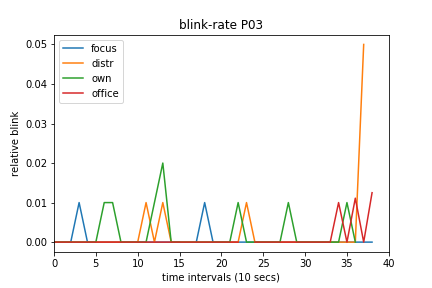 blink-rate P03
focus
distr
own
office
relative blink
0.05
0.04
0.03
0.02
0.01
0.00
0 5 10 15 20 25 30 35 40
time intervals (10 secs)